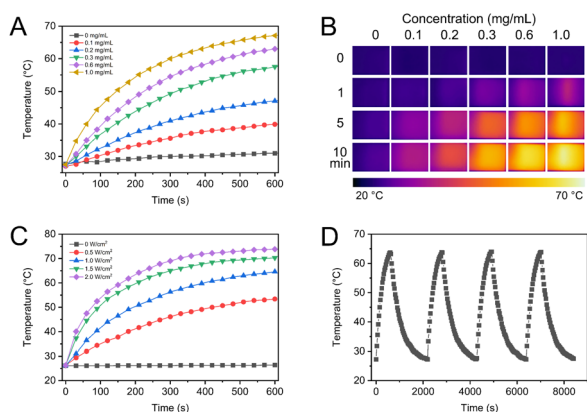 A
Temperature (°C)
70
60
50
40
30
0 mg/mL
0.1 mg/mL
0.2 mg/mL
0.3 mg/mL
0.6 mg/mL
1.0 mg/mL
0 100 200 300 400 500 600
Time (s)
B
Concentration (mg/mL)
0 0.1 0.2 0.3 0.6 1.0
0
1
5
10
min
20 °C 70 °C
C
Temperature (°C)
80
70
60
50
40
30
20
0 W/cm²
0.5 W/cm²
1.0 W/cm²
1.5 W/cm²
2.0 W/cm²
0 100 200 300 400 500 600
Time (s)
D
Temperature (°C)
70
60
50
40
30
20
0 2000 4000 6000 8000
Time (s)